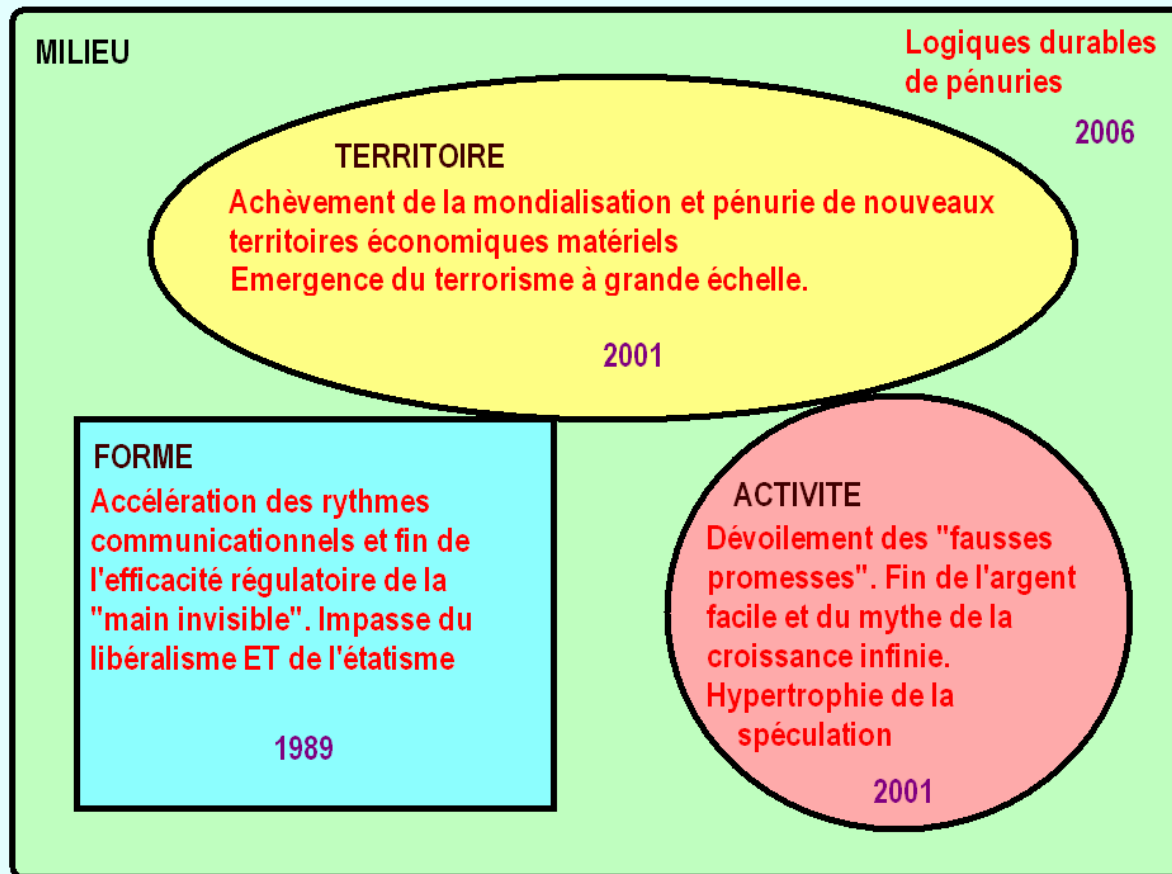 MILIEU
Logiques durables
de pénuries
2006
TERRITOIRE
Achèvement de la mondialisation et pénurie de nouveaux
territoires économiques matériels
Emergence du terrorisme à grande échelle.
2001
FORME
Accélération des rythmes
communicationnels et fin de
l'efficacité régulatoire de la
"main invisible". Impasse du
libéralisme ET de l'étatisme
1989
ACTIVITE
Dévoilement des "fausses
promesses". Fin de l'argent
facile et du mythe de la
croissance infinie.
Hypertrophie de la
spéculation
2001